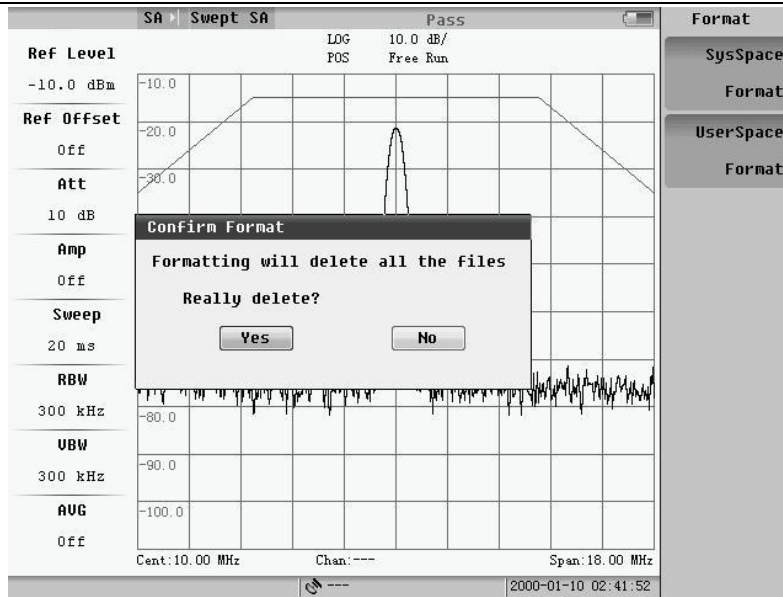 SA Swept SA Pass Format
LOG 10.0 dB/
POS Free Run
Ref Level
-10.0 dBm
Ref Offset
Off
Att
10 dB
Amp
Off
Sweep
20 ms
RBW
300 kHz
VBW
300 kHz
AVG
Off
-10.0
-20.0
-30.0
Confirm Format
Formatting will delete all the files
Really delete?
Yes No
-80.0
-90.0
-100.0
Cent:10.00 MHz Chan:--- Span:18.00 MHz
--- 2000-01-10 02:41:52
SysSpace
Format
UserSpace
Format